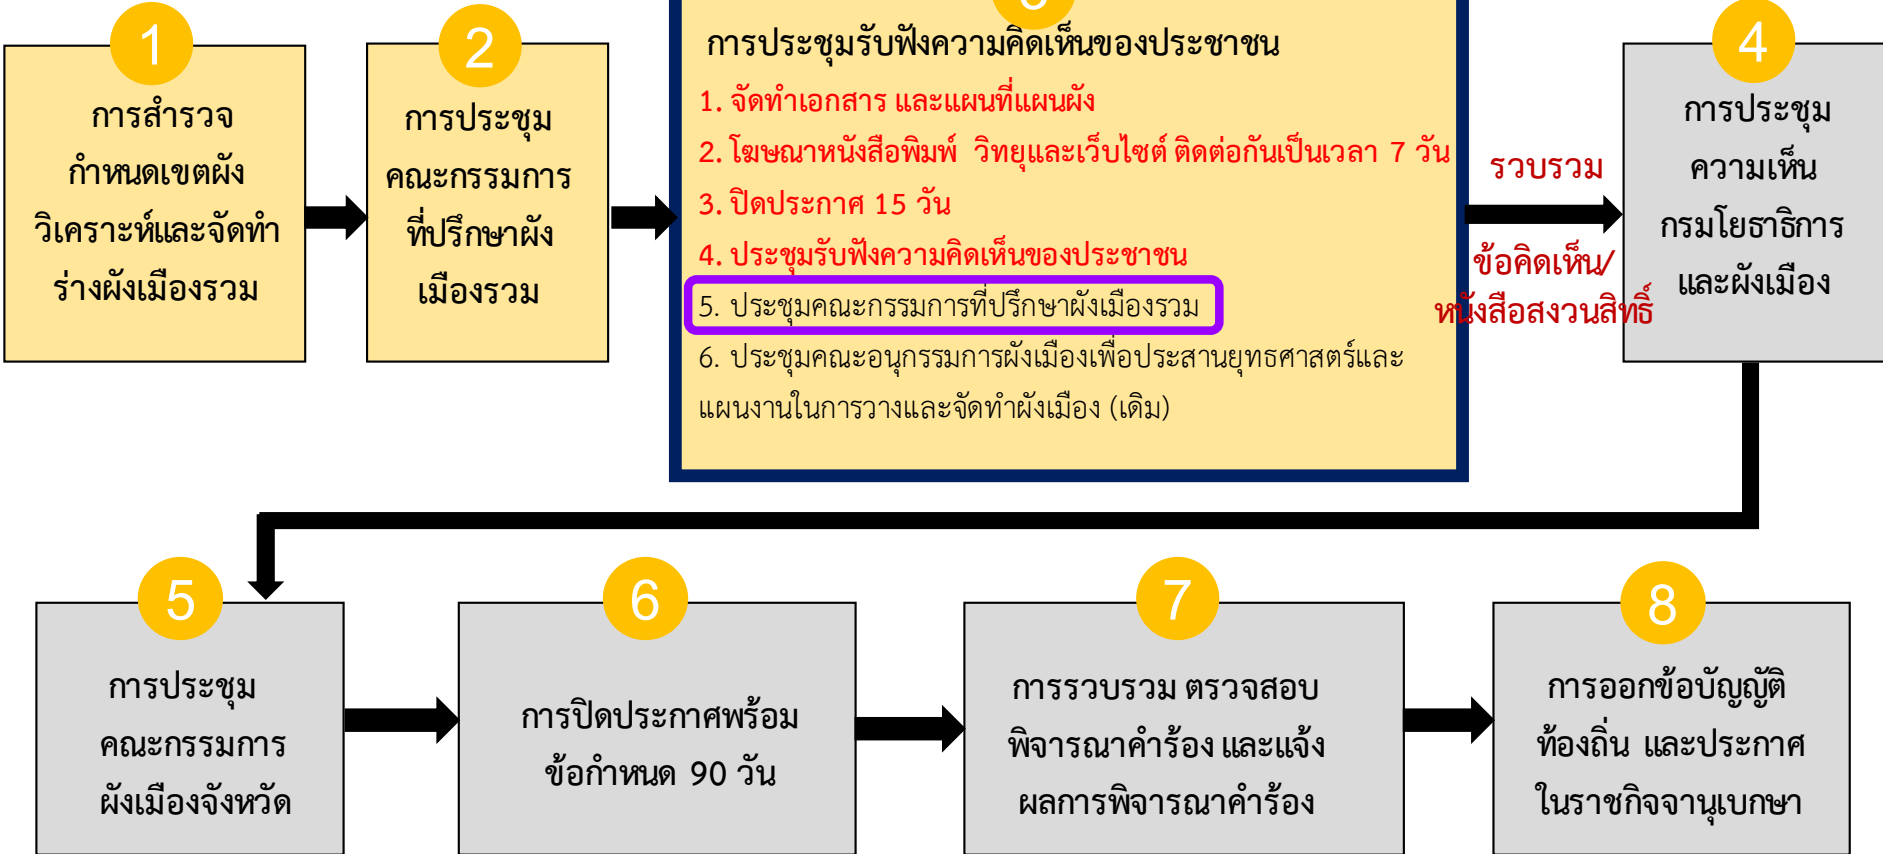 1
การสำรวจ
กำหนดเขตผัง
วิเคราะห์และจัดทำ
ร่างผังเมืองรวม
2
การประชุม
คณะกรรมการ
ที่ปรึกษาผัง
เมืองรวม
3
การประชุมรับฟังความคิดเห็นของประชาชน
1. จัดทำเอกสาร และแผนที่แผนผัง
2. โฆษณาหนังสือพิมพ์ วิทยุและเว็บไซต์ ติดต่อกันเป็นเวลา 7 วัน
3. ปิดประกาศ 15 วัน
4. ประชุมรับฟังความคิดเห็นของประชาชน
5. ประชุมคณะกรรมการที่ปรึกษาผังเมืองรวม
6. ประชุมคณะอนุกรรมการผังเมืองเพื่อประสานยุทธศาสตร์และ
แผนงานในการวางและจัดทำผังเมือง (เดิม)
รวบรวม
ข้อคิดเห็น/
หนังสือสงวนสิทธิ์
4
การประชุม
ความเห็น
กรมโยธาธิการ
และผังเมือง
5
การประชุม
คณะกรรมการ
ผังเมืองจังหวัด
6
การปิดประกาศพร้อม
ข้อกำหนด 90 วัน
7
การรวบรวม ตรวจสอบ
พิจารณาคำร้อง และแจ้ง
ผลการพิจารณาคำร้อง
8
การออกข้อบัญญัติ
ท้องถิ่น และประกาศ
ในราชกิจจานุเบกษา